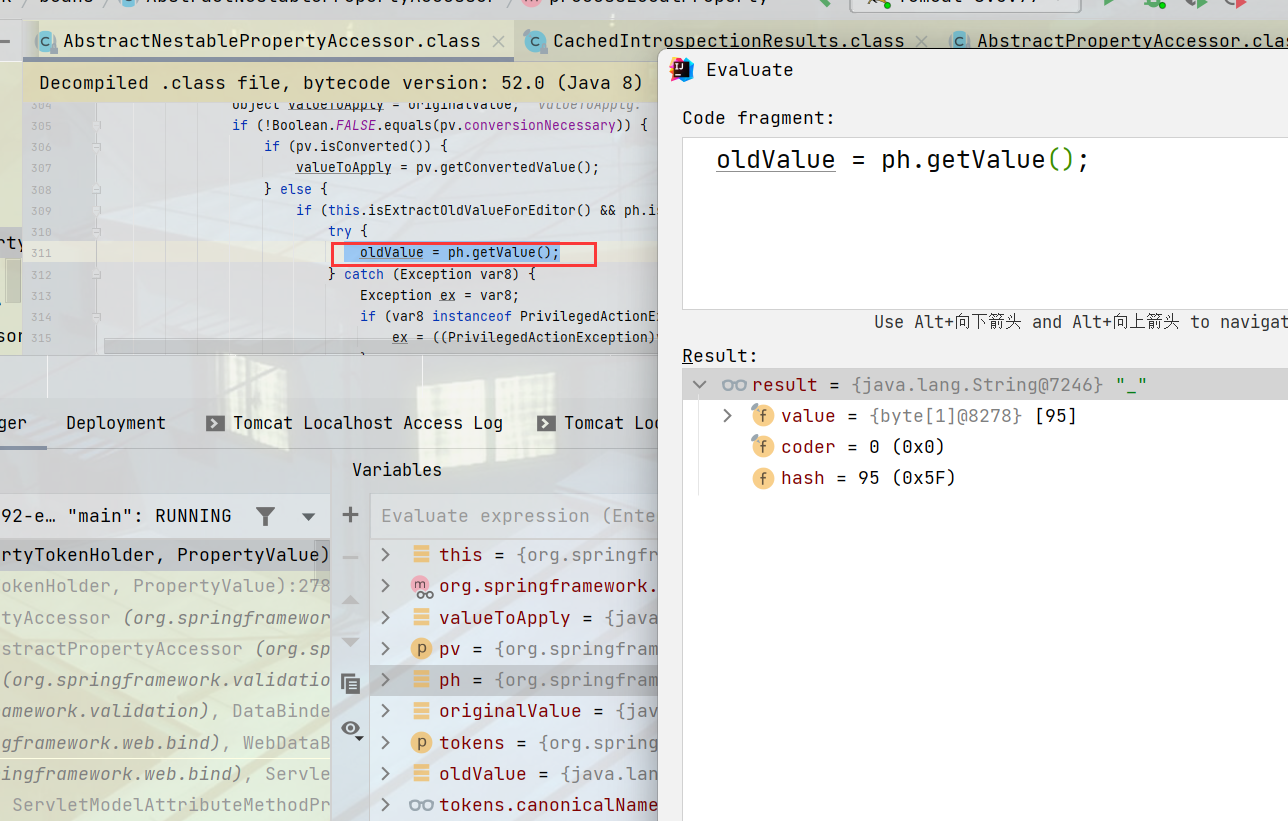 beans AbstractNestablePropertyAccessor processLocalProperty
AbstractNestablePropertyAccessor.class CachedIntrospectionResults.class AbstractPropertyAccessor.clas
Decompiled .class file, bytecode version: 52.0 (Java 8)
304 Object valueToApply = originalValue; valueToApply:
305 if (!Boolean.FALSE.equals(pv.conversionNecessary)) {
306 if (pv.isConverted()) {
307 valueToApply = pv.getConvertedValue();
308 } else {
309 if (this.isExtractOldValueForEditor() && ph.is
310 try {
311 oldValue = ph.getValue();
312 } catch (Exception var8) {
313 Exception ex = var8;
314 if (var8 instanceof PrivilegedActionEx
315 ex = ((PrivilegedActionException)
ger Deployment Tomcat Localhost Access Log Tomcat Loc
Variables
92-e… "main": RUNNING
Evaluate expression (Ente
rtyTokenHolder, PropertyValue)
okenHolder, PropertyValue):278
tyAccessor (org.springframewor
stractPropertyAccessor (org.sp
(org.springframework.validatio
amework.validation), DataBinde
gframework.web.bind), WebDataB
ingframework.web.bind), Servle
ServletModelAttributeMethodPr
this = {org.springfr
org.springframework.
valueToApply = {java
pv = {org.springfram
ph = {org.springfram
originalValue = {jav
tokens = {org.spring
oldValue = {java.lan
tokens.canonicalName
Evaluate
Code fragment:
oldValue = ph.getValue();
Use Alt+向下箭头 and Alt+向上箭头 to navigat
Result:
result = {java.lang.String@7246} "_"
value = {byte[1]@8278} [95]
coder = 0 (0x0)
hash = 95 (0x5F)